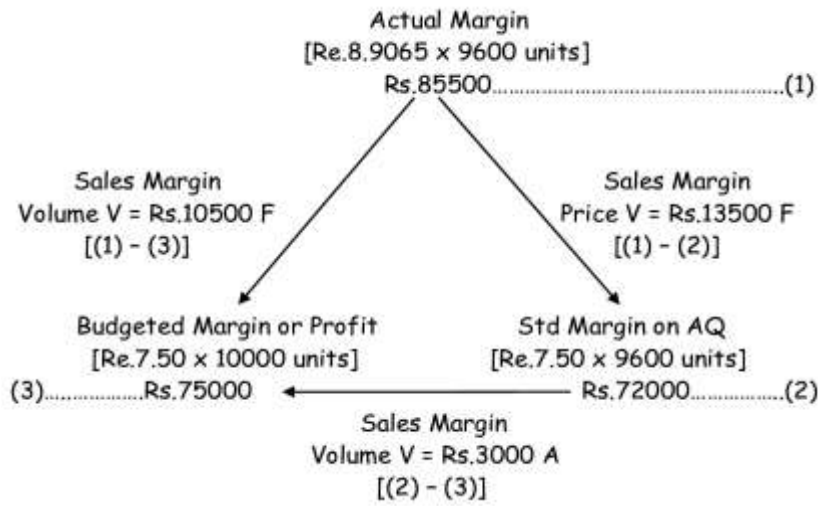 Actual Margin
[Re.8.9065 x 9600 units]
Rs.85500……………………………………………..(1)
Sales Margin
Volume V = Rs.10500 F
[(1) – (3)]
Sales Margin
Price V = Rs.13500 F
[(1) – (2)]
Budgeted Margin or Profit
[Re.7.50 x 10000 units]
(3)...……………Rs.75000
Std Margin on AQ
[Re.7.50 x 9600 units]
Rs.72000……………..(2)
Sales Margin
Volume V = Rs.3000 A
[(2) – (3)]